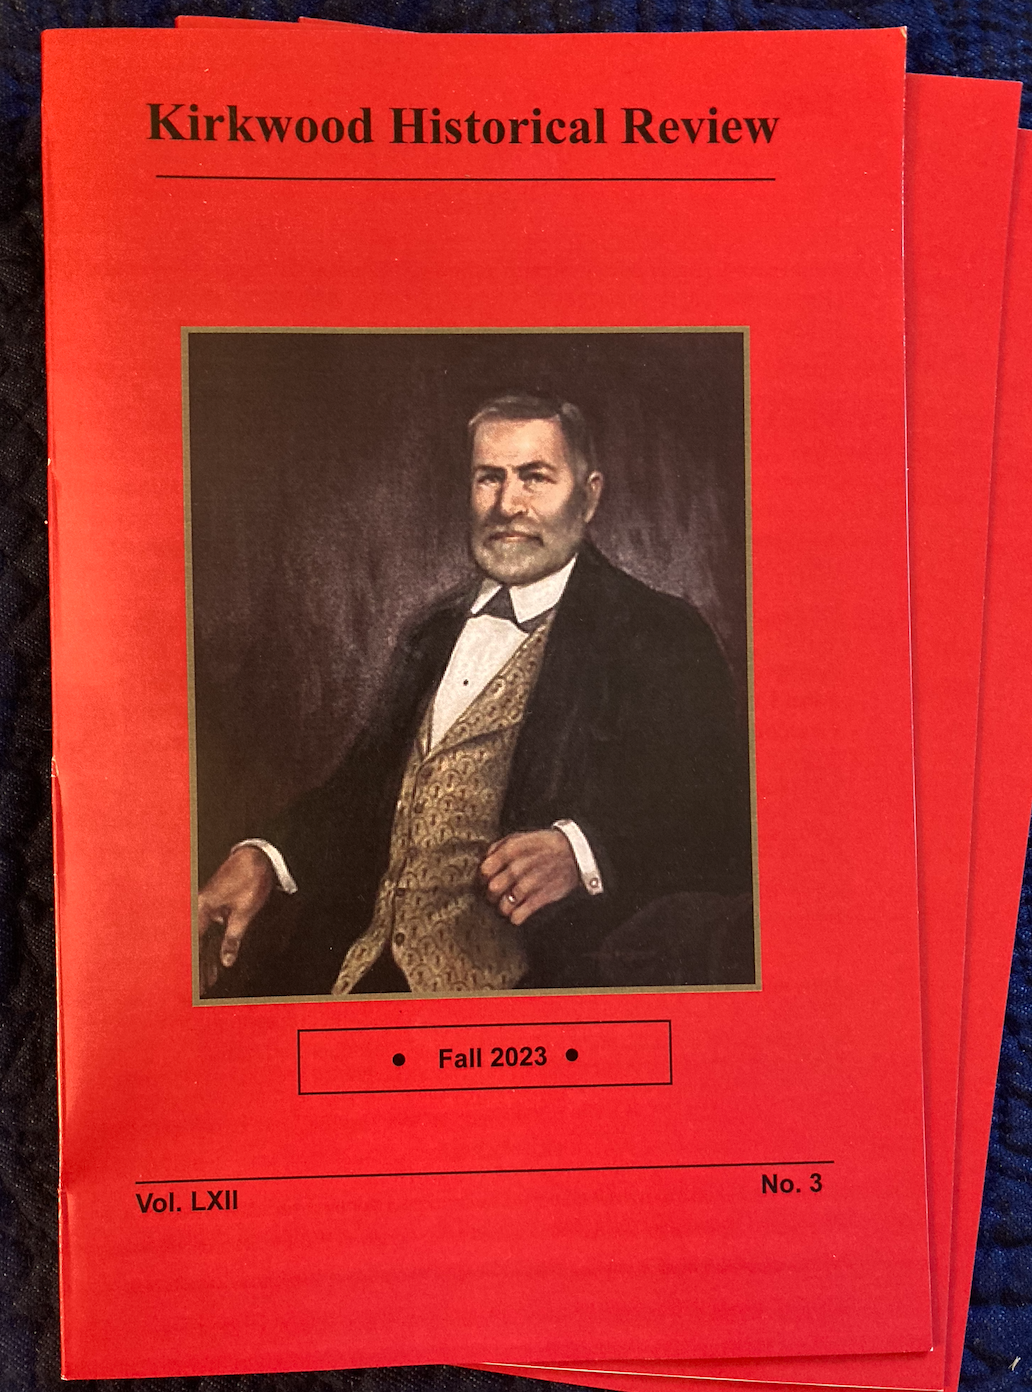 Kirkwood Historical Review
• Fall 2023 •
No. 3
Vol. LXII